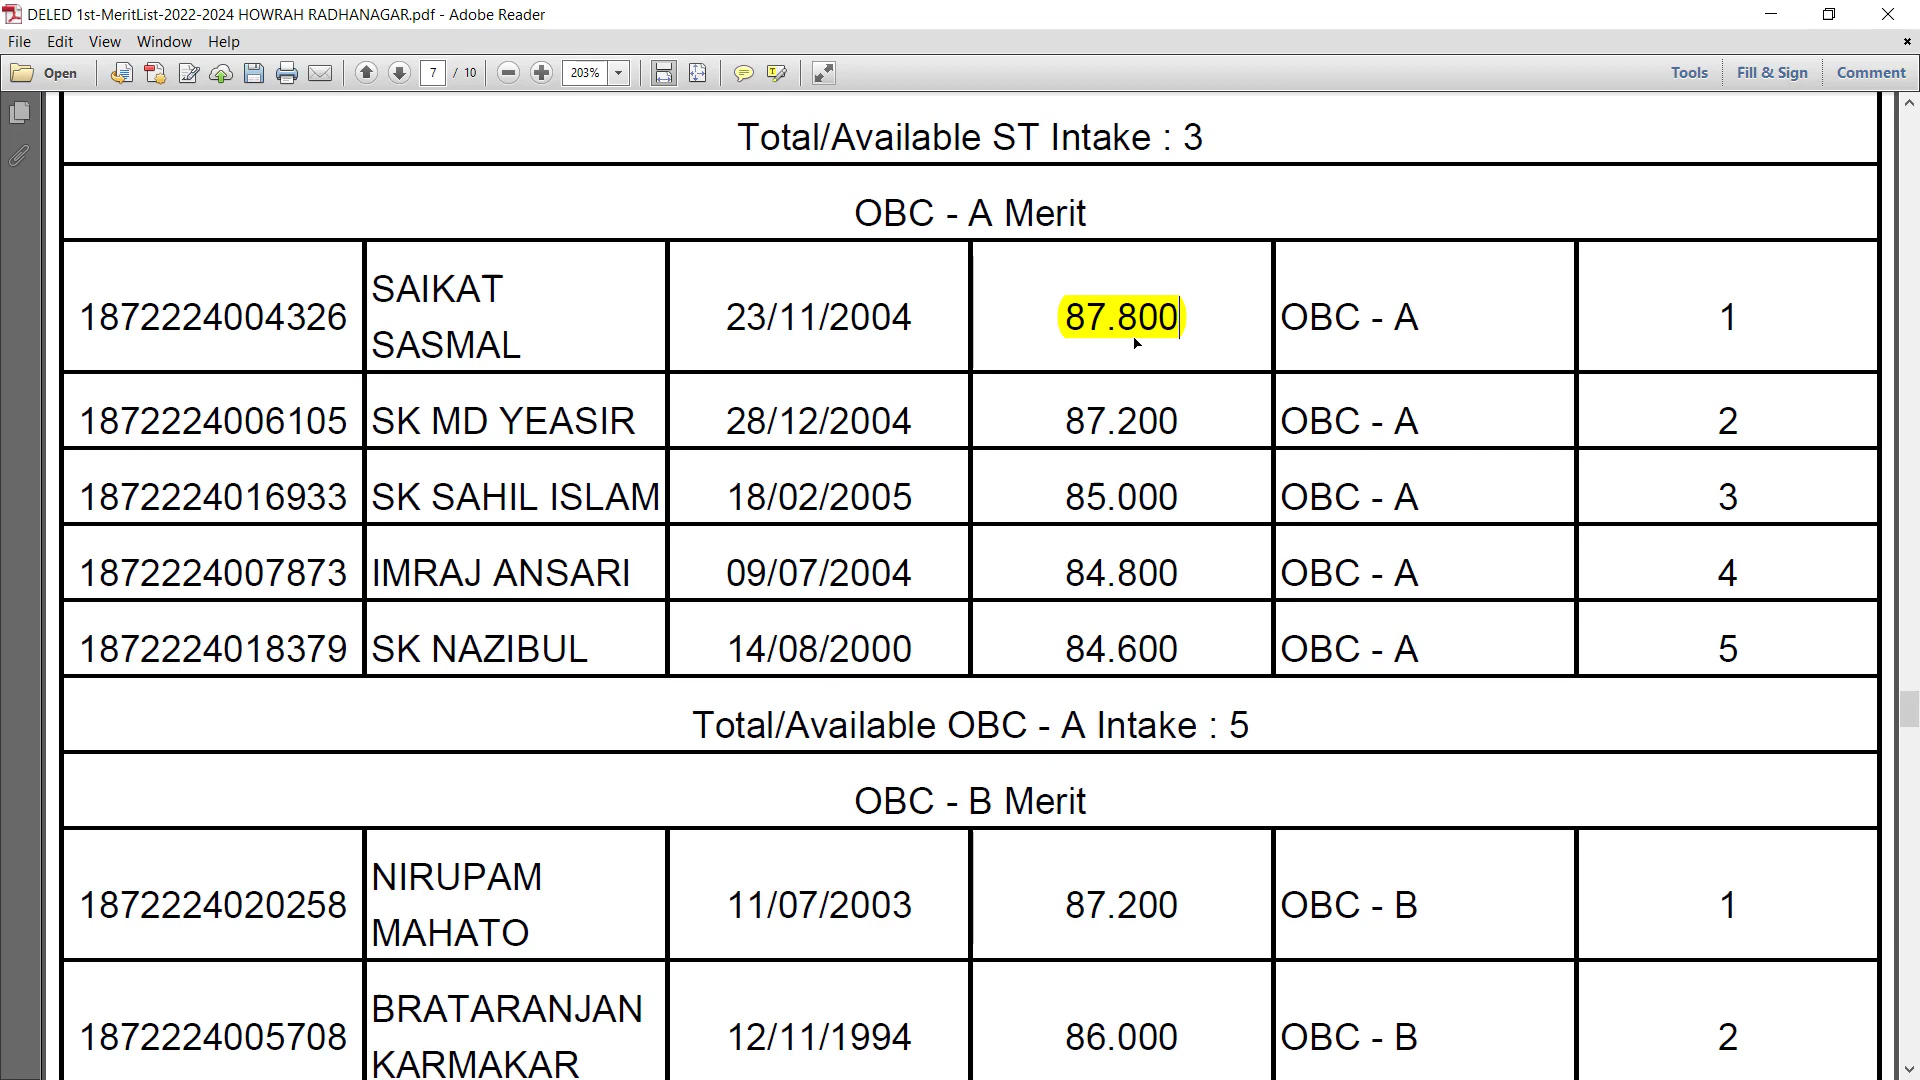 DELED 1st-MeritList-2022-2024 HOWRAH RADHANAGAR.pdf - Adobe Reader
File Edit View Window Help
Open 7 / 10 203% Tools Fill & Sign Comment
Total/Available ST Intake : 3
OBC - A Merit
1872224004326 SAIKAT SASMAL 23/11/2004 87.800 OBC - A 1
1872224006105 SK MD YEASIR 28/12/2004 87.200 OBC - A 2
1872224016933 SK SAHIL ISLAM 18/02/2005 85.000 OBC - A 3
1872224007873 IMRAJ ANSARI 09/07/2004 84.800 OBC - A 4
1872224018379 SK NAZIBUL 14/08/2000 84.600 OBC - A 5
Total/Available OBC - A Intake : 5
OBC - B Merit
1872224020258 NIRUPAM MAHATO 11/07/2003 87.200 OBC - B 1
1872224005708 BRATARANJAN KARMAKAR 12/11/1994 86.000 OBC - B 2